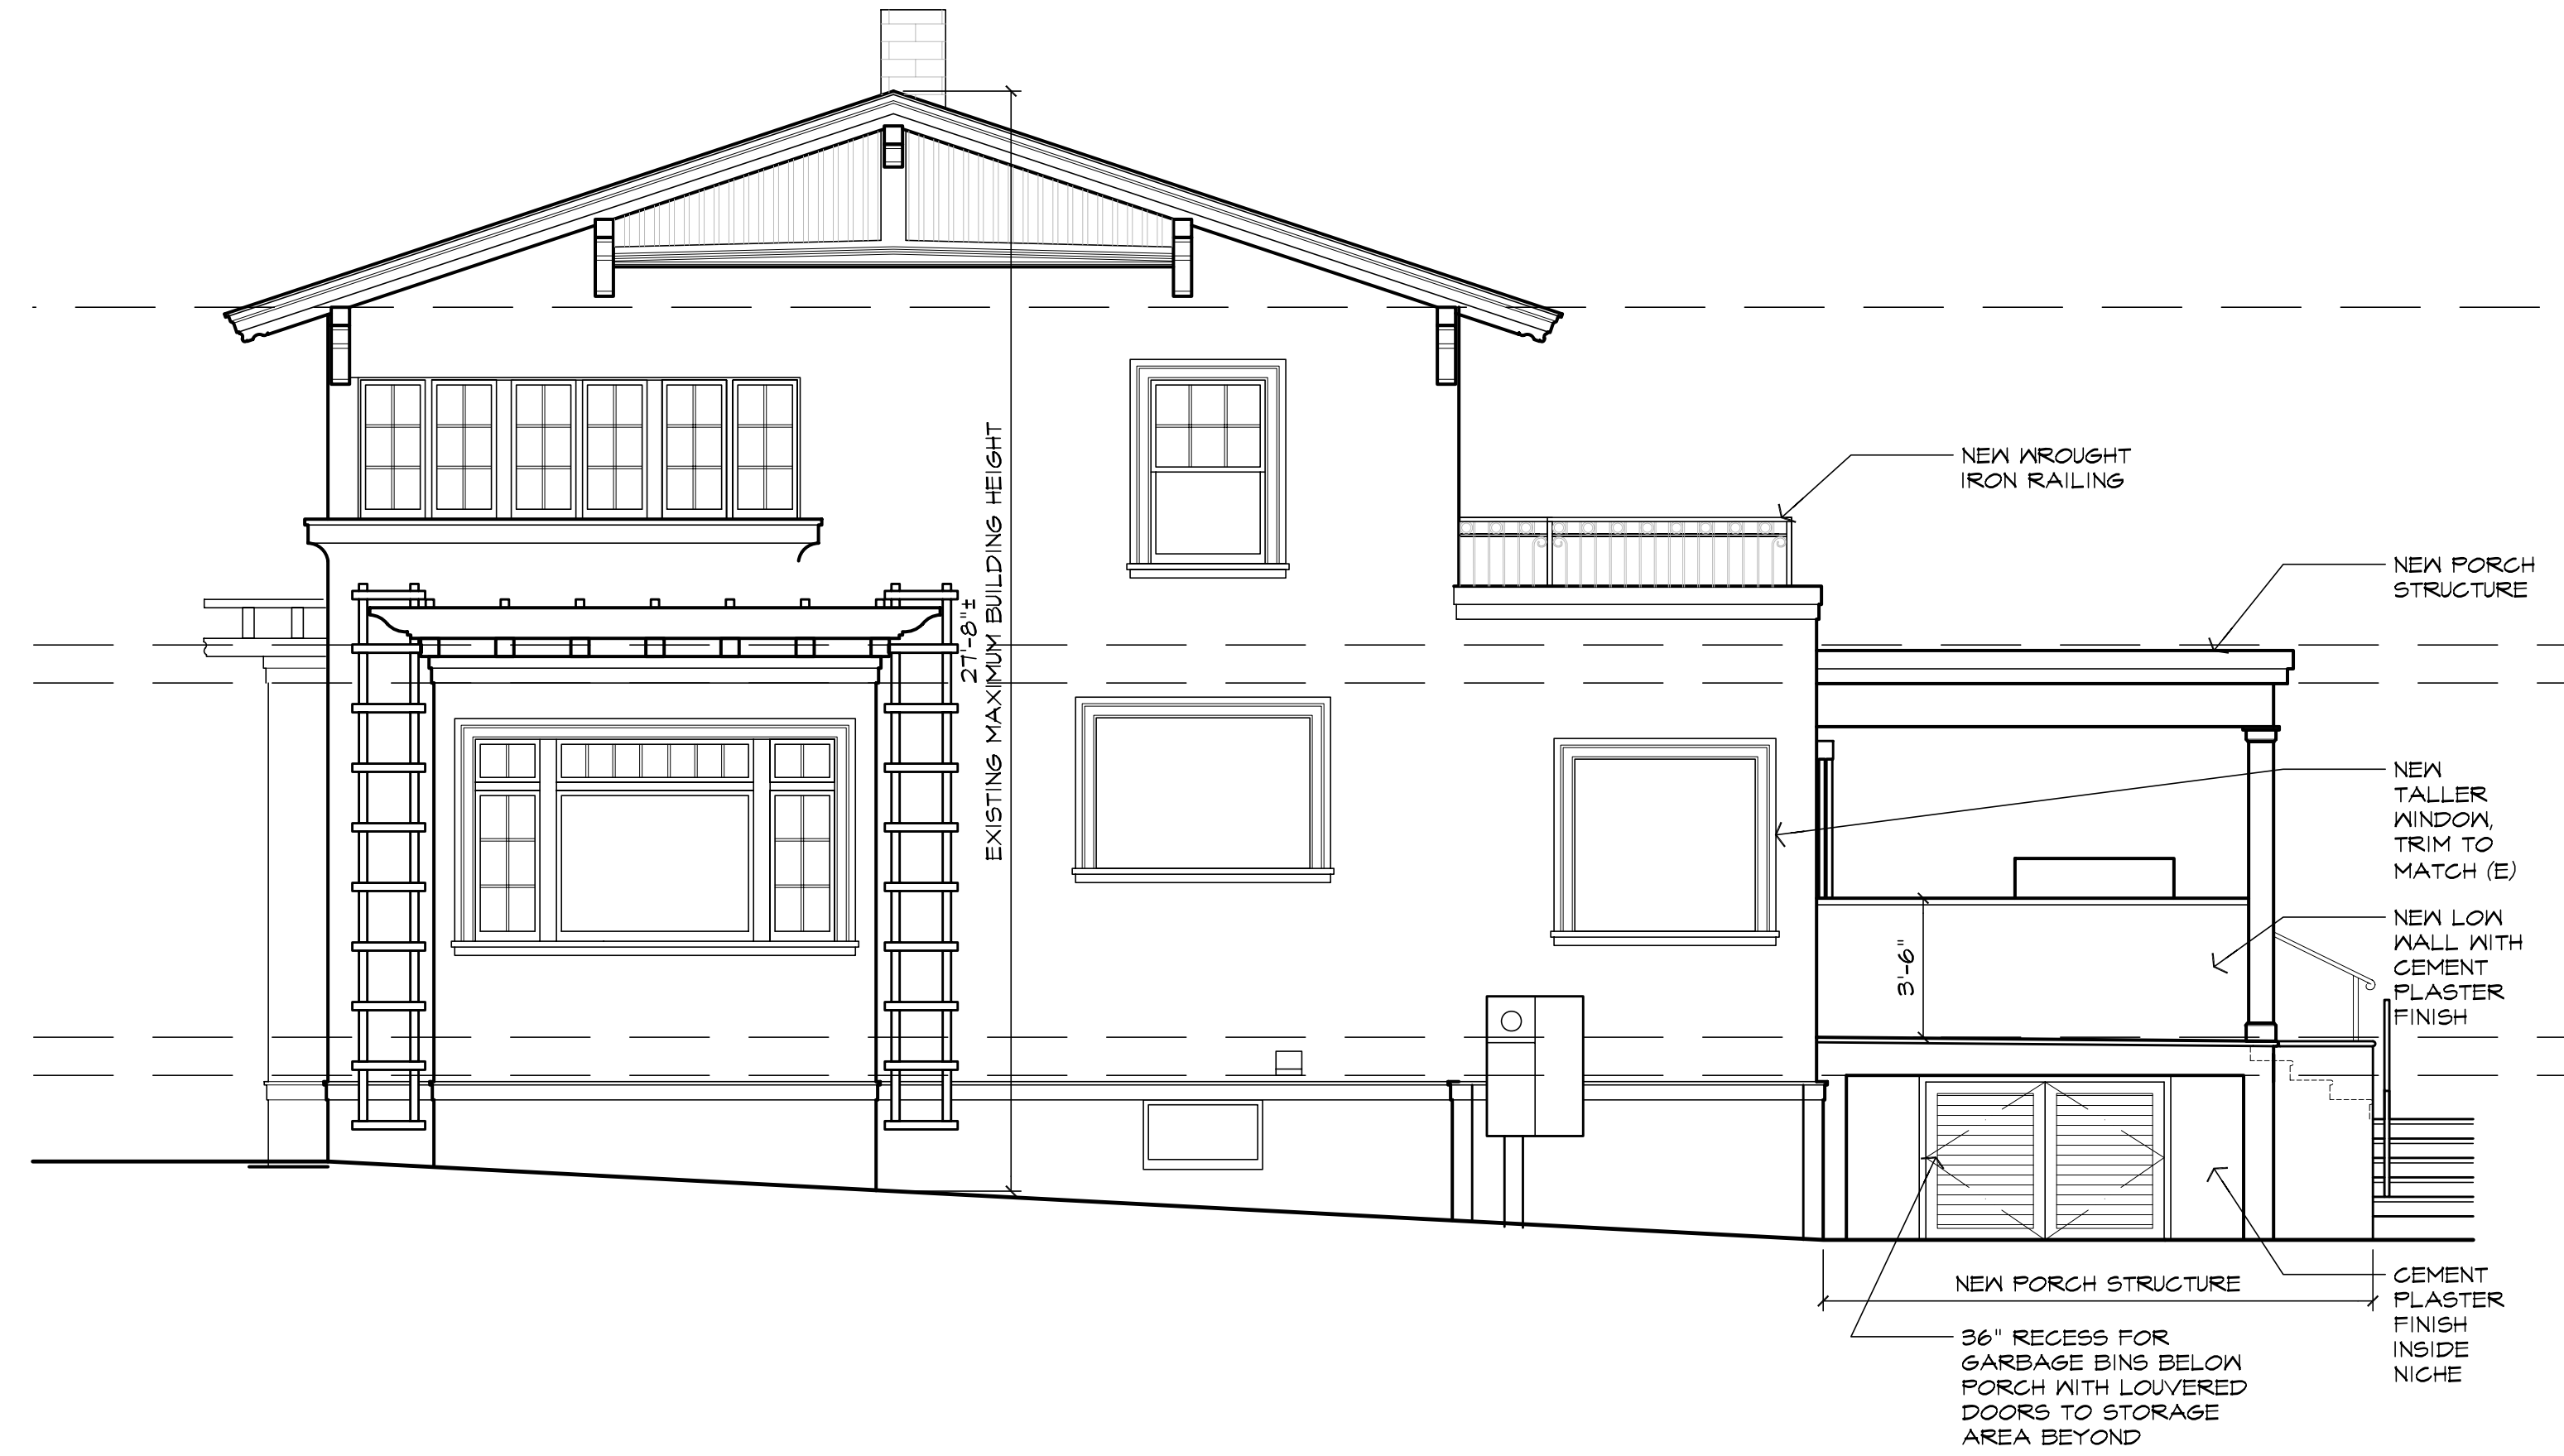 27'-8"±
EXISTING MAXIMUM BUILDING HEIGHT
NEW WROUGHT
IRON RAILING
NEW PORCH
STRUCTURE
NEW
TALLER
WINDOW,
TRIM TO
MATCH (E)
NEW LOW
WALL WITH
CEMENT
PLASTER
FINISH
3'-6"
NEW PORCH STRUCTURE
CEMENT
PLASTER
FINISH
INSIDE
NICHE
36" RECESS FOR
GARBAGE BINS BELOW
PORCH WITH LOUVERED
DOORS TO STORAGE
AREA BEYOND